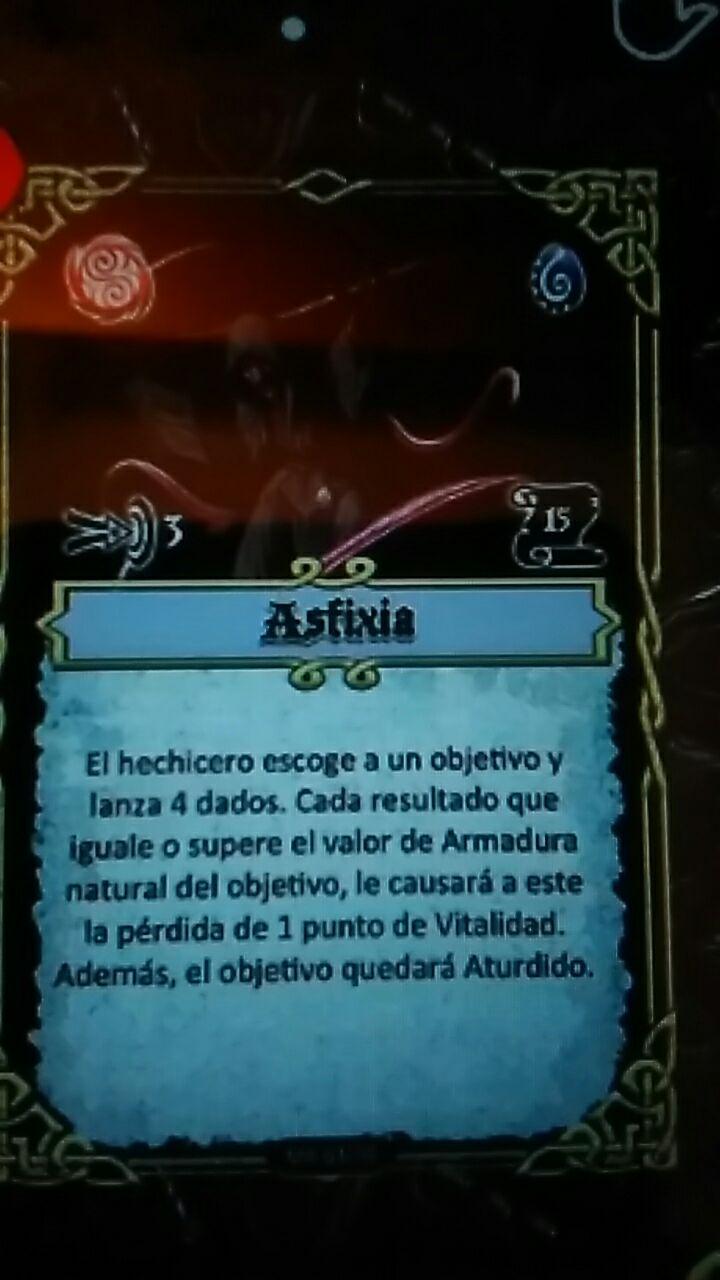 3
15
Asfixia
El hechicero escoge a un objetivo y
lanza 4 dados. Cada resultado que
iguale o supere el valor de Armadura
natural del objetivo, le causará a este
la pérdida de 1 punto de Vitalidad.
Además, el objetivo quedará Aturdido.